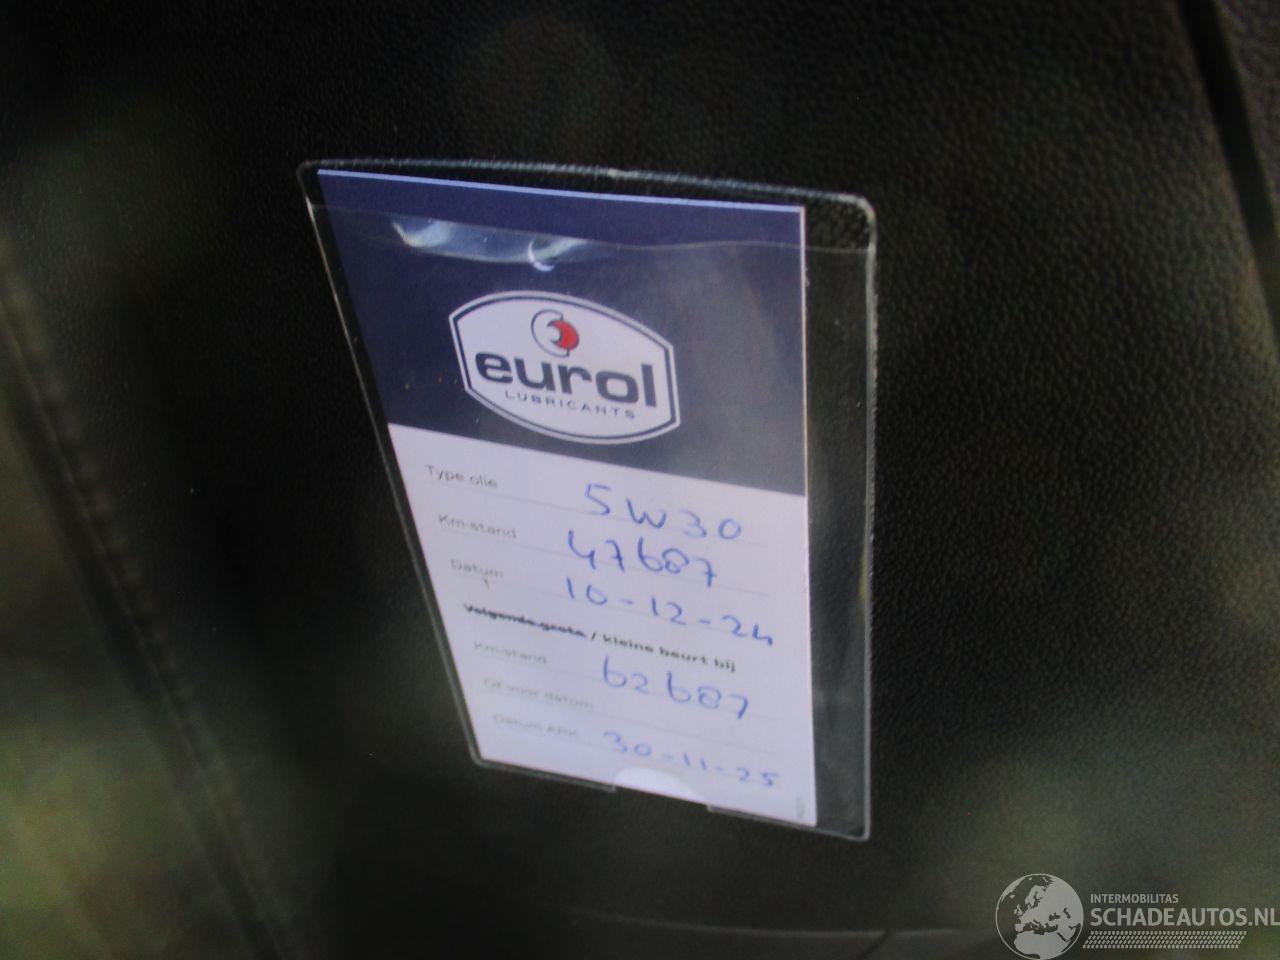 eurol
LUBRICANTS
Type olie 5W30
Km-stand 47687
Datum 10-12-24
Volgende grote / kleine beurt bij
Km-stand 62687
Of voor datum
Datum APK 30-11-25
INTERMOBILITAS
SCHADEAUTOS.NL